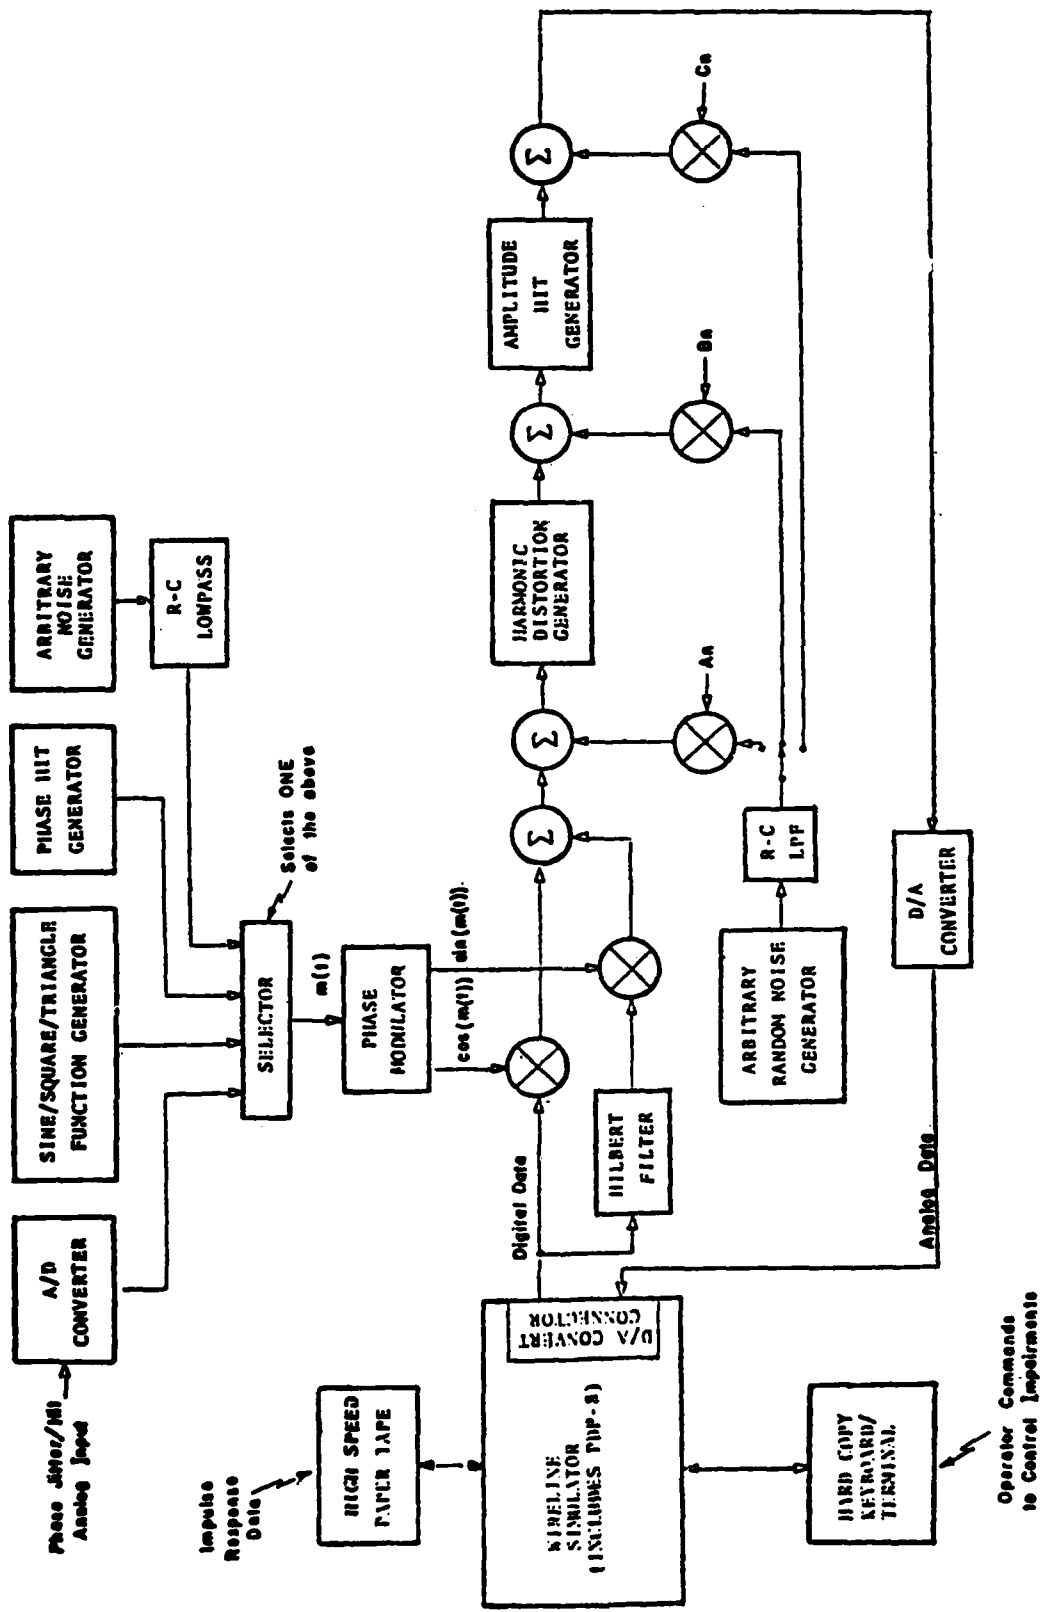 Phase Jitter/Hit
Analog Input
A/D
CONVERTER
SINE/SQUARE/TRIANGLE
FUNCTION GENERATOR
PHASE HIT
GENERATOR
ARBITRARY
NOISE
GENERATOR
R-C
LOWPASS
SELECTOR
Selects ONE
of the above
m(t)
PHASE
MODULATOR
cos(m(t))
sin(m(t)).
Impulse
Response
Data
HIGH SPEED
PAPER TAPE
WIRELINE
SIMULATOR
(INCLUDES PDP-8)
D/A CONVERT
CONNECTOR
Digital Data
HILBERT
FILTER
Σ
Σ
HARMONIC
DISTORTION
GENERATOR
Σ
AMPLITUDE
HIT
GENERATOR
Σ
An
Bn
Cn
ARBITRARY
RANDOM NOISE
GENERATOR
R-C
LPF
HARD COPY
KEYBOARD/
TERMINAL
Operator Commands
to Control Impairments
Analog Data
D/A
CONVERTER